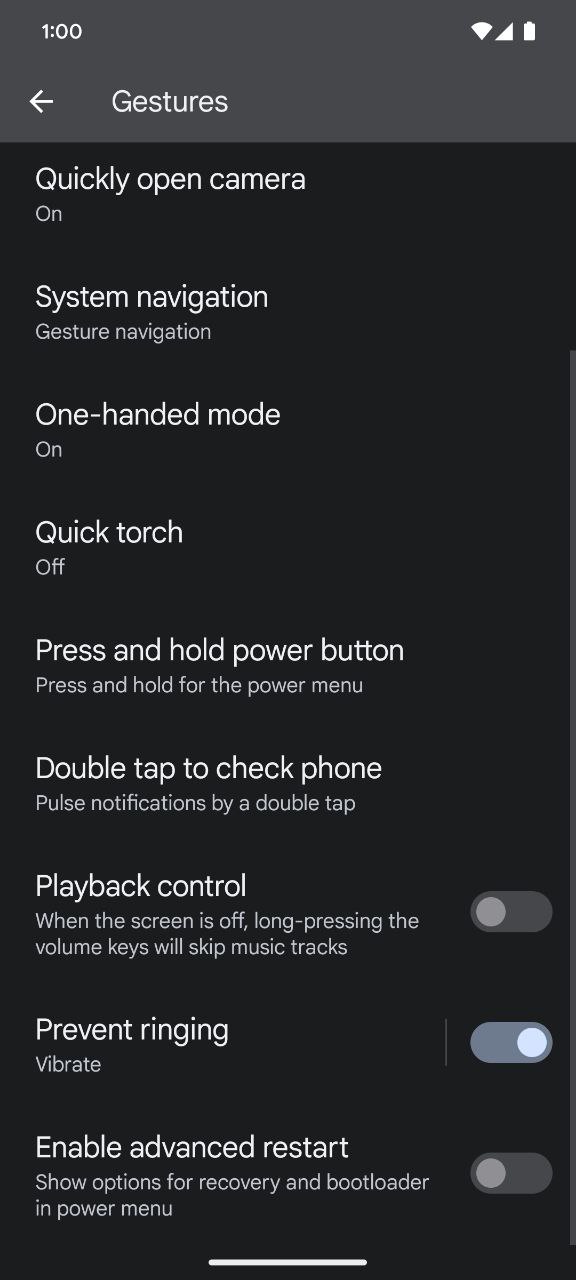 1:00
Gestures
Quickly open camera
On
System navigation
Gesture navigation
One-handed mode
On
Quick torch
Off
Press and hold power button
Press and hold for the power menu
Double tap to check phone
Pulse notifications by a double tap
Playback control
When the screen is off, long-pressing the
volume keys will skip music tracks
Prevent ringing
Vibrate
Enable advanced restart
Show options for recovery and bootloader
in power menu